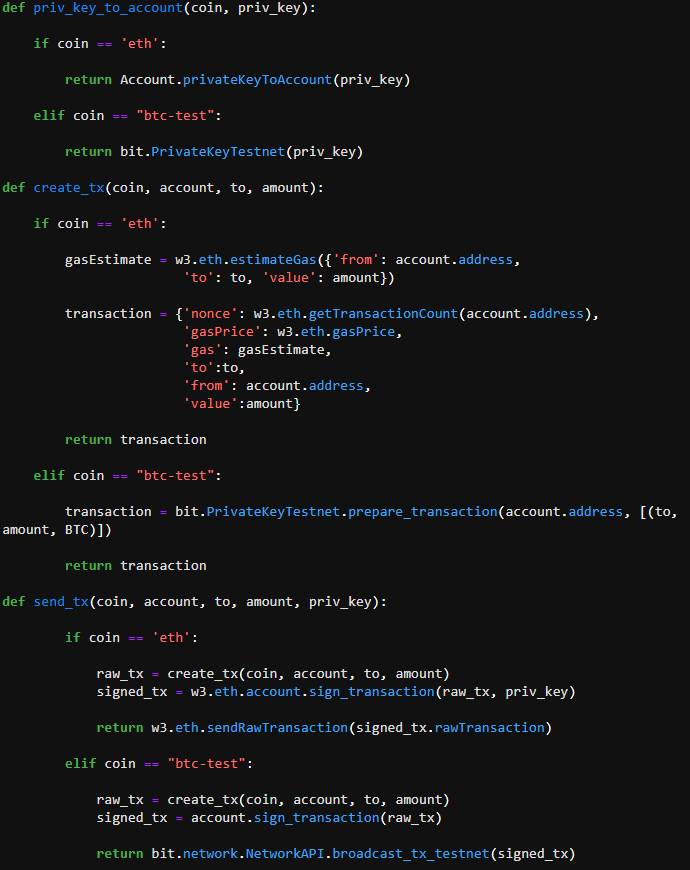 def priv_key_to_account(coin, priv_key):
    if coin == 'eth':
        return Account.privateKeyToAccount(priv_key)
    elif coin == "btc-test":
        return bit.PrivateKeyTestnet(priv_key)
def create_tx(coin, account, to, amount):
    if coin == 'eth':
        gasEstimate = w3.eth.estimateGas({'from': account.address,
                       'to': to, 'value': amount})
        transaction = {'nonce': w3.eth.getTransactionCount(account.address),
                       'gasPrice': w3.eth.gasPrice,
                       'gas': gasEstimate,
                       'to':to,
                       'from': account.address,
                       'value':amount}
        return transaction
    elif coin == "btc-test":
        transaction = bit.PrivateKeyTestnet.prepare_transaction(account.address, [(to,
amount, BTC)])
        return transaction
def send_tx(coin, account, to, amount, priv_key):
        if coin == 'eth':
            raw_tx = create_tx(coin, account, to, amount)
            signed_tx = w3.eth.account.sign_transaction(raw_tx, priv_key)
            return w3.eth.sendRawTransaction(signed_tx.rawTransaction)
        elif coin == "btc-test":
            raw_tx = create_tx(coin, account, to, amount)
            signed_tx = account.sign_transaction(raw_tx)
            return bit.network.NetworkAPI.broadcast_tx_testnet(signed_tx)